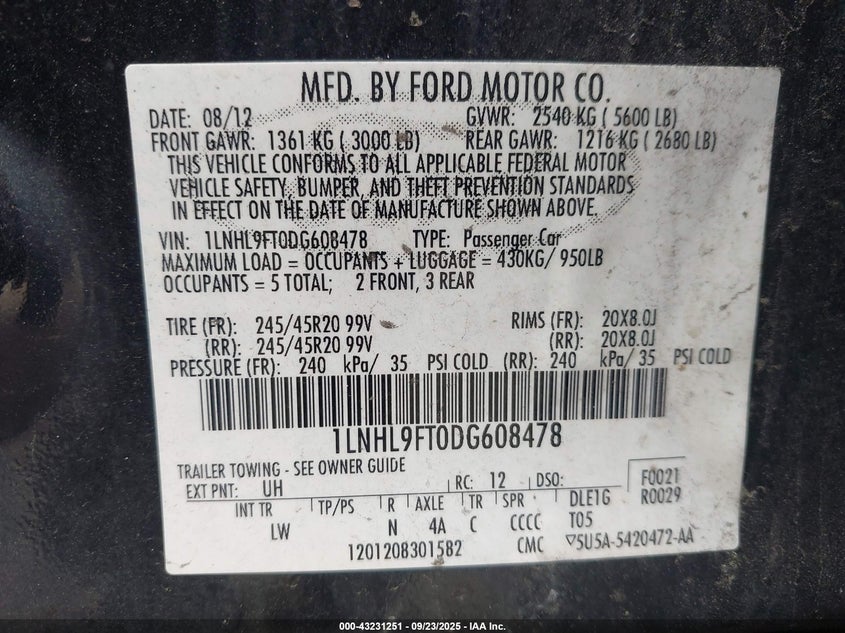 MFD. BY FORD MOTOR CO.
DATE: 08/12 GVWR: 2540 KG ( 5600 LB)
FRONT GAWR: 1361 KG ( 3000 LB) REAR GAWR: 1216 KG ( 2680 LB)
THIS VEHICLE CONFORMS TO ALL APPLICABLE FEDERAL MOTOR
VEHICLE SAFETY, BUMPER, AND THEFT PREVENTION STANDARDS
IN EFFECT ON THE DATE OF MANUFACTURE SHOWN ABOVE.
VIN: 1LNHL9FT0DG608478 TYPE: Passenger Car
MAXIMUM LOAD = OCCUPANTS + LUGGAGE = 430KG/ 950LB
OCCUPANTS = 5 TOTAL; 2 FRONT, 3 REAR
TIRE (FR): 245/45R20 99V RIMS (FR): 20X8.0J
(RR): 245/45R20 99V (RR): 20X8.0J
PRESSURE (FR): 240 kPa/ 35 PSI COLD (RR): 240 kPa/ 35 PSI COLD
1LNHL9FT0DG608478
TRAILER TOWING - SEE OWNER GUIDE
EXT PNT: UH RC: 12 DSO: F0021
INT TR TP/PS R AXLE TR SPR DLE1G R0029
LW N 4A C CCCC T05
12012083015B2 CMC ▽5U5A-5420472-AA
000-43231251 - 09/23/2025 - IAA Inc.